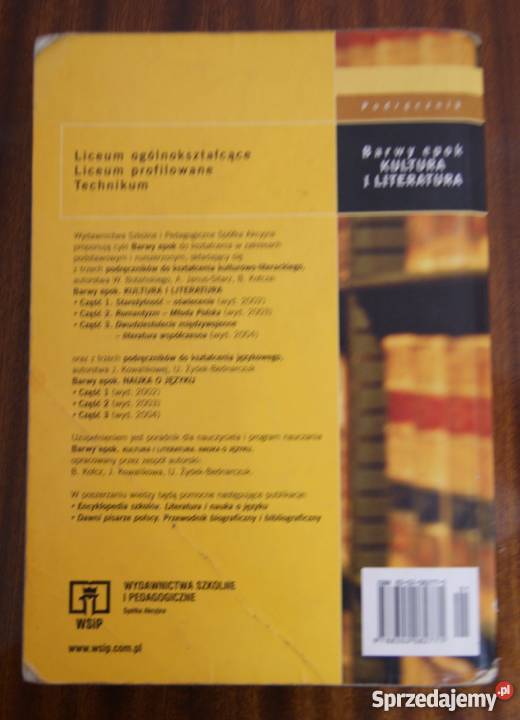 Podręcznik
Barwy epok
KULTURA
I LITERATURA
Liceum ogólnokształcące
Liceum profilowane
Technikum
Wydawnictwa Szkolne i Pedagogiczne Spółka Akcyjna
proponują cykl Barwy epok do kształcenia w zakresach
podstawowym i rozszerzonym, składający się
z trzech podręczników do kształcenia kulturowo-literackiego,
autorstwa W. Bobińskiego, A. Janus-Sitarz, B. Kołcza:
Barwy epok. KULTURA I LITERATURA
• Część 1. Starożytność – oświecenie (wyd. 2002)
• Część 2. Romantyzm – Młoda Polska (wyd. 2003)
• Część 3. Dwudziestolecie międzywojenne
– literatura współczesna (wyd. 2004)
oraz z trzech podręczników do kształcenia językowego,
autorstwa J. Kowalikowej, U. Żydek-Bednarczuk:
Barwy epok. NAUKA O JĘZYKU
• Część 1 (wyd. 2002)
• Część 2 (wyd. 2003)
• Część 3 (wyd. 2004)
Uzupełnieniem jest poradnik dla nauczyciela i program nauczania
Barwy epok. KULTURA I LITERATURA. NAUKA O JĘZYKU,
opracowany przez zespół autorski:
B. Kołcz, J. Kowalikowa, U. Żydek-Bednarczuk.
W poszerzaniu wiedzy będą pomocne następujące publikacje:
• Encyklopedia szkolna. Literatura i nauka o języku
• Dawni pisarze polscy. Przewodnik biograficzny i bibliograficzny
WSiP
WYDAWNICTWA SZKOLNE
I PEDAGOGICZNE
Spółka Akcyjna
www.wsip.com.pl
ISBN
Sprzedajemy.pl